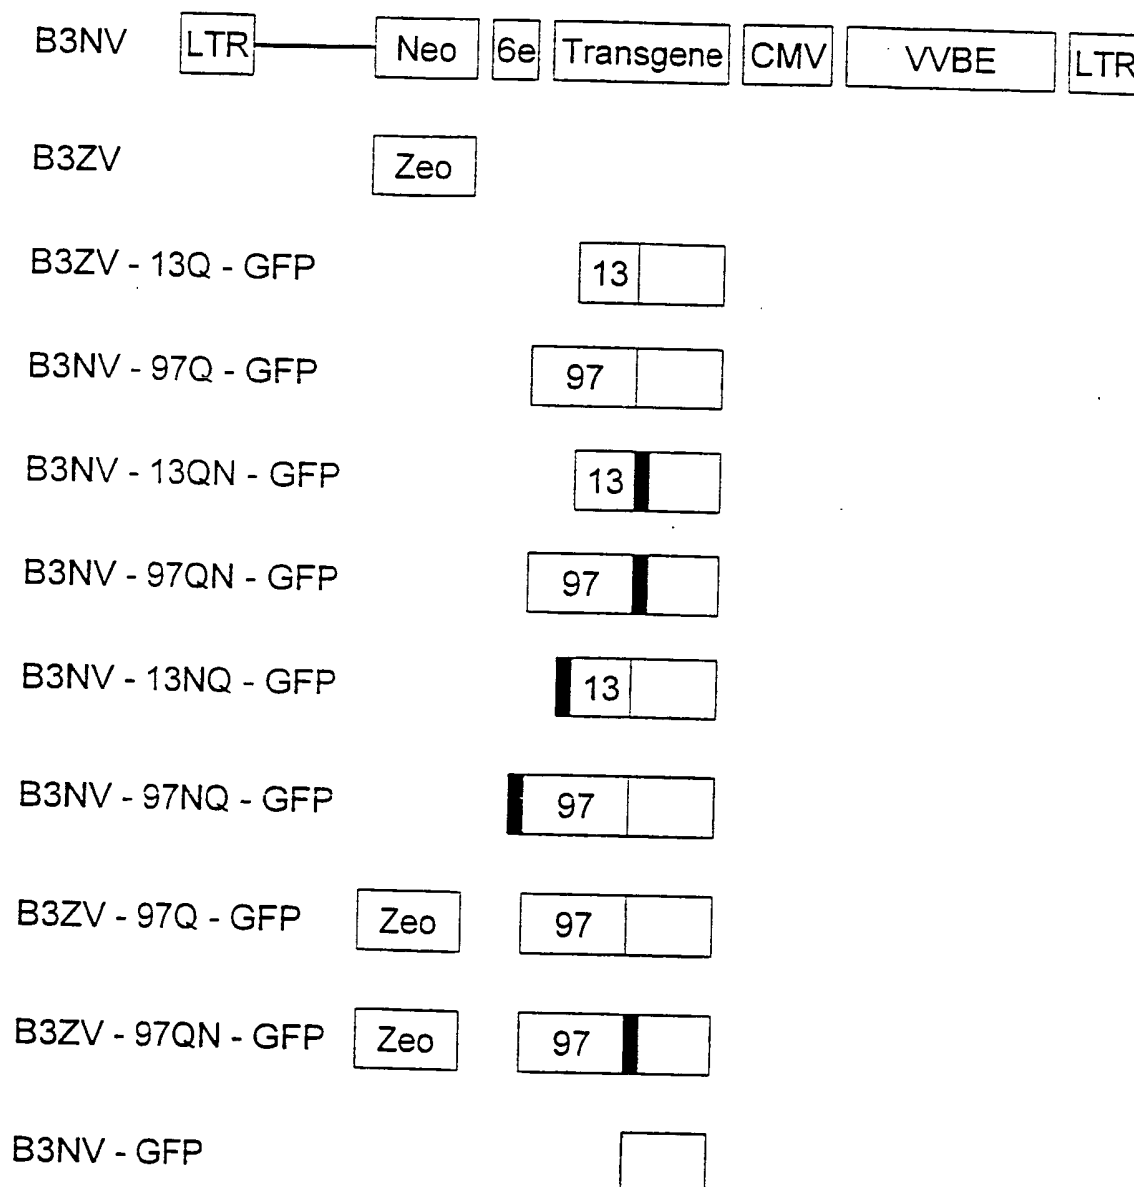 B3NV LTR Neo 6e Transgene CMV VVBE LTR
B3ZV Zeo
B3ZV - 13Q - GFP 13
B3NV - 97Q - GFP 97
B3NV - 13QN - GFP 13
B3NV - 97QN - GFP 97
B3NV - 13NQ - GFP 13
B3NV - 97NQ - GFP 97
B3ZV - 97Q - GFP Zeo 97
B3ZV - 97QN - GFP Zeo 97
B3NV - GFP